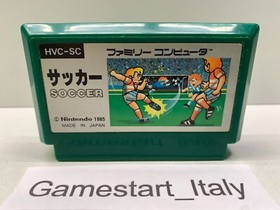 HVC-SC
ファミリー コンピュータ
サッカー
SOCCER
© Nintendo 1985
MADE IN JAPAN
Gamestart_Italy